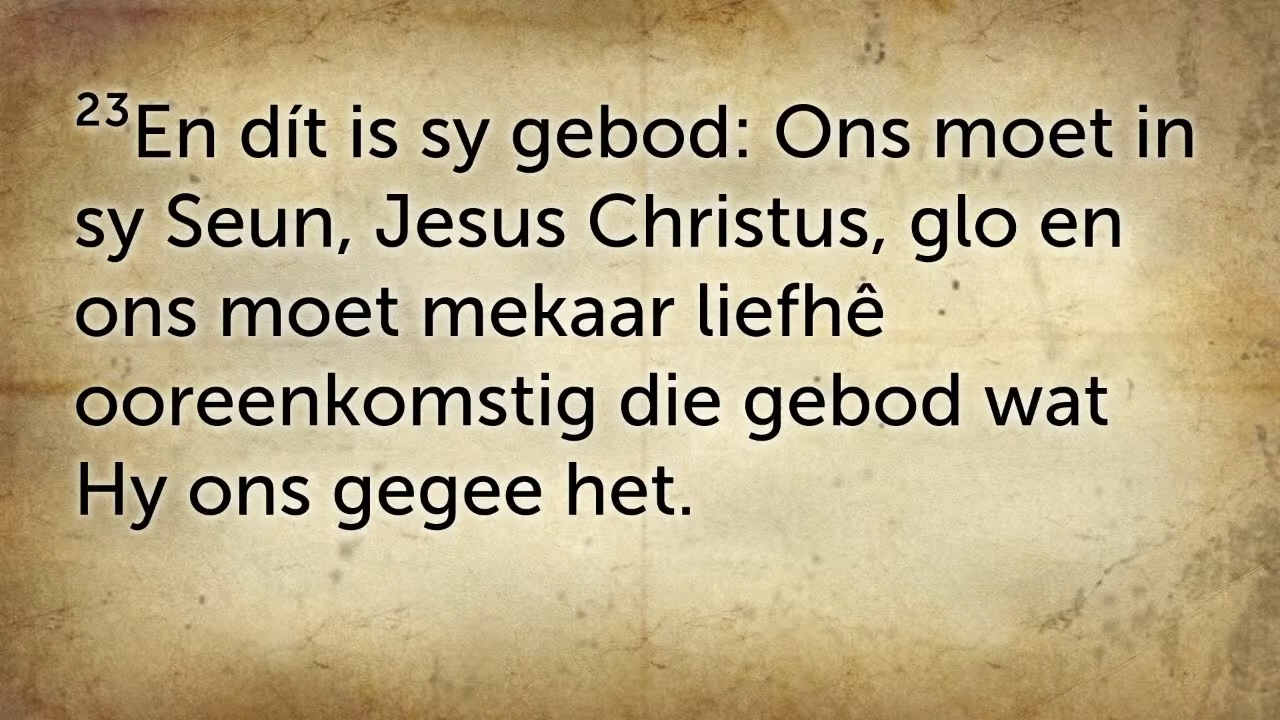 ²³En dít is sy gebod: Ons moet in
sy Seun, Jesus Christus, glo en
ons moet mekaar liefhê
ooreenkomstig die gebod wat
Hy ons gegee het.